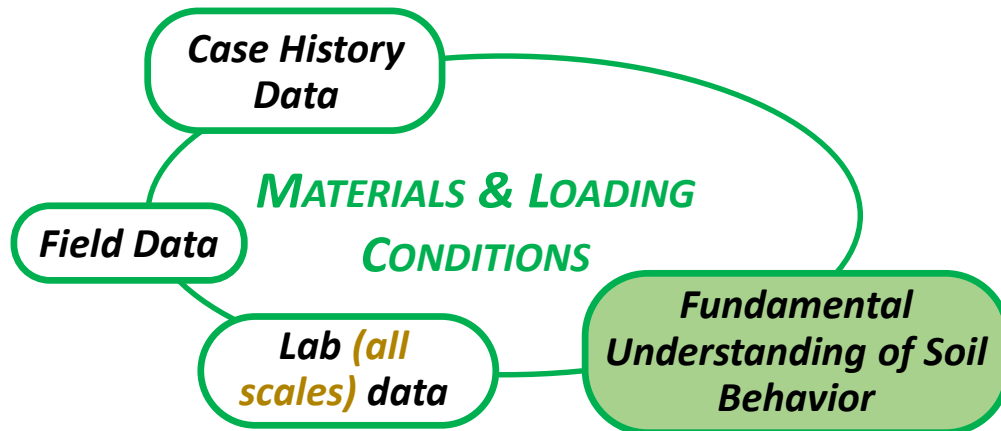 Case History
Data
MATERIALS & LOADING
CONDITIONS
Field Data
Lab (all
scales) data
Fundamental
Understanding of Soil
Behavior